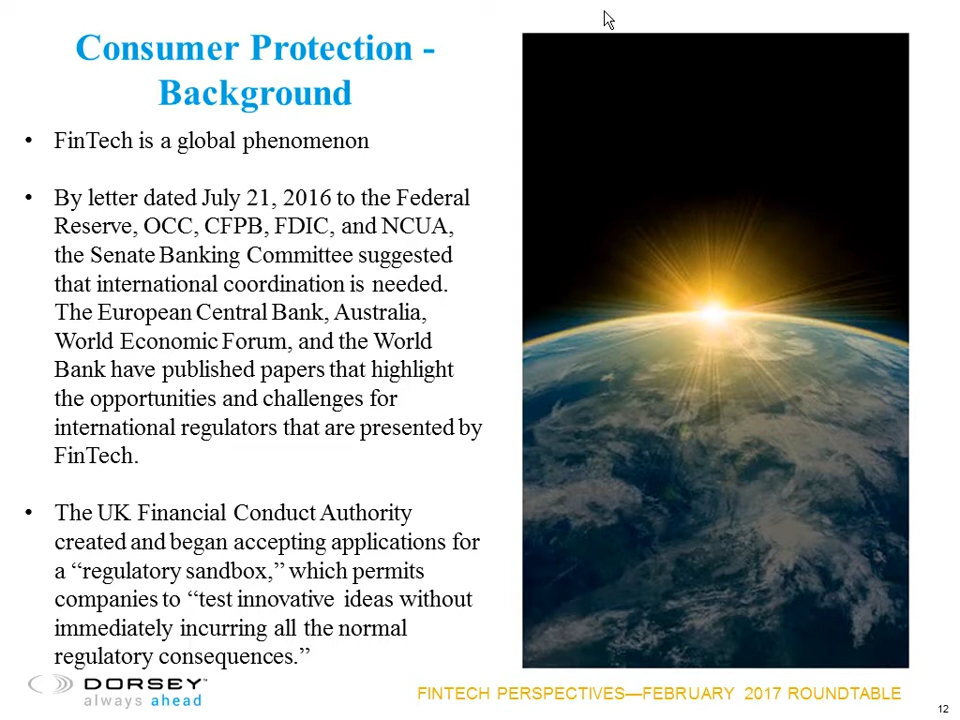 Consumer Protection -
Background
• FinTech is a global phenomenon
• By letter dated July 21, 2016 to the Federal
Reserve, OCC, CFPB, FDIC, and NCUA,
the Senate Banking Committee suggested
that international coordination is needed.
The European Central Bank, Australia,
World Economic Forum, and the World
Bank have published papers that highlight
the opportunities and challenges for
international regulators that are presented by
FinTech.
• The UK Financial Conduct Authority
created and began accepting applications for
a “regulatory sandbox,” which permits
companies to “test innovative ideas without
immediately incurring all the normal
regulatory consequences.”
DORSEY™
always ahead
FINTECH PERSPECTIVES—FEBRUARY 2017 ROUNDTABLE
12